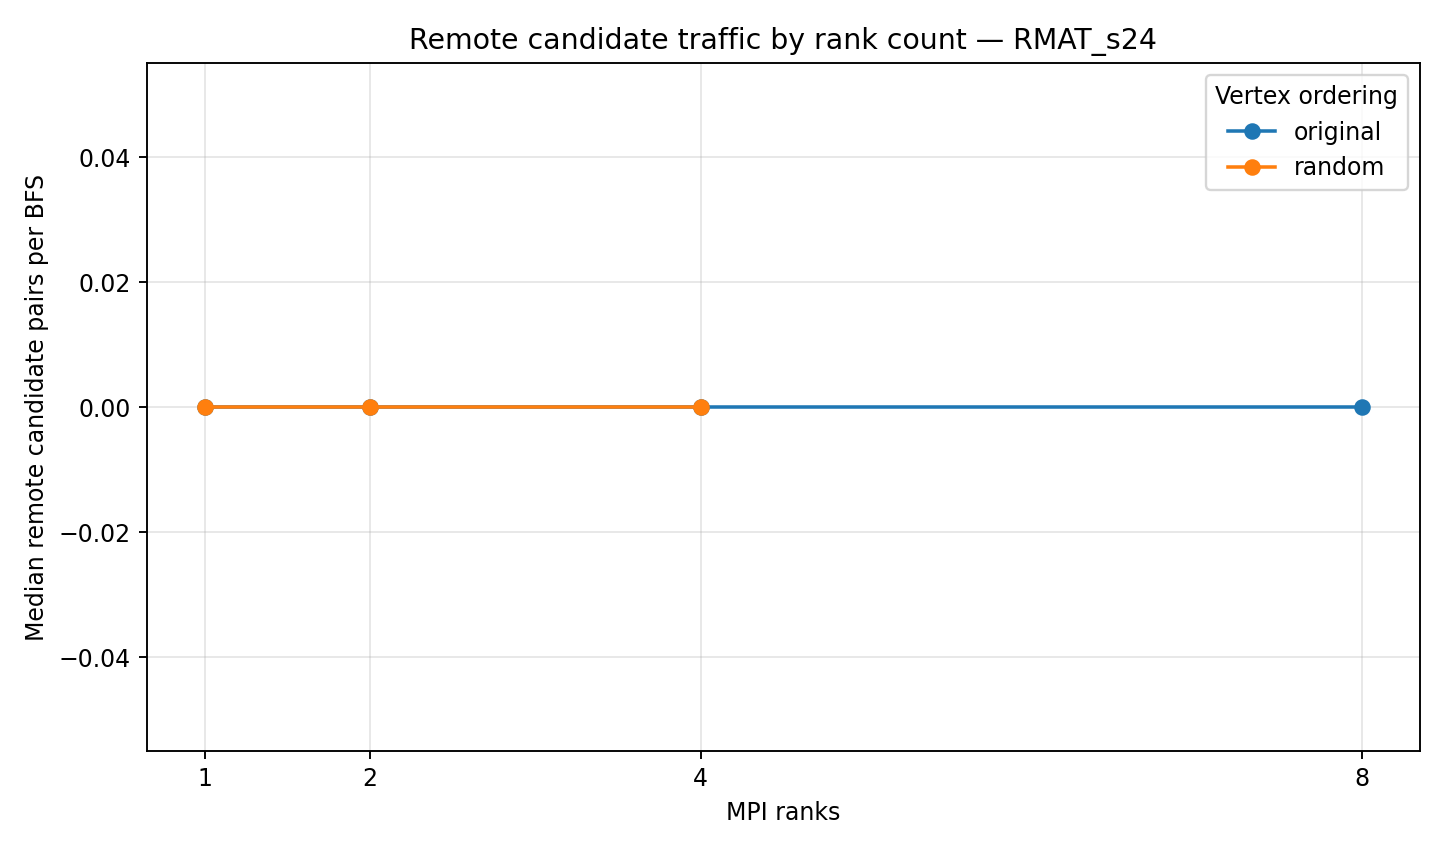 Remote candidate traffic by rank count — RMAT_s24
Vertex ordering
original
random
Median remote candidate pairs per BFS
0.04
0.02
0.00
−0.02
−0.04
1 2 4 8
MPI ranks